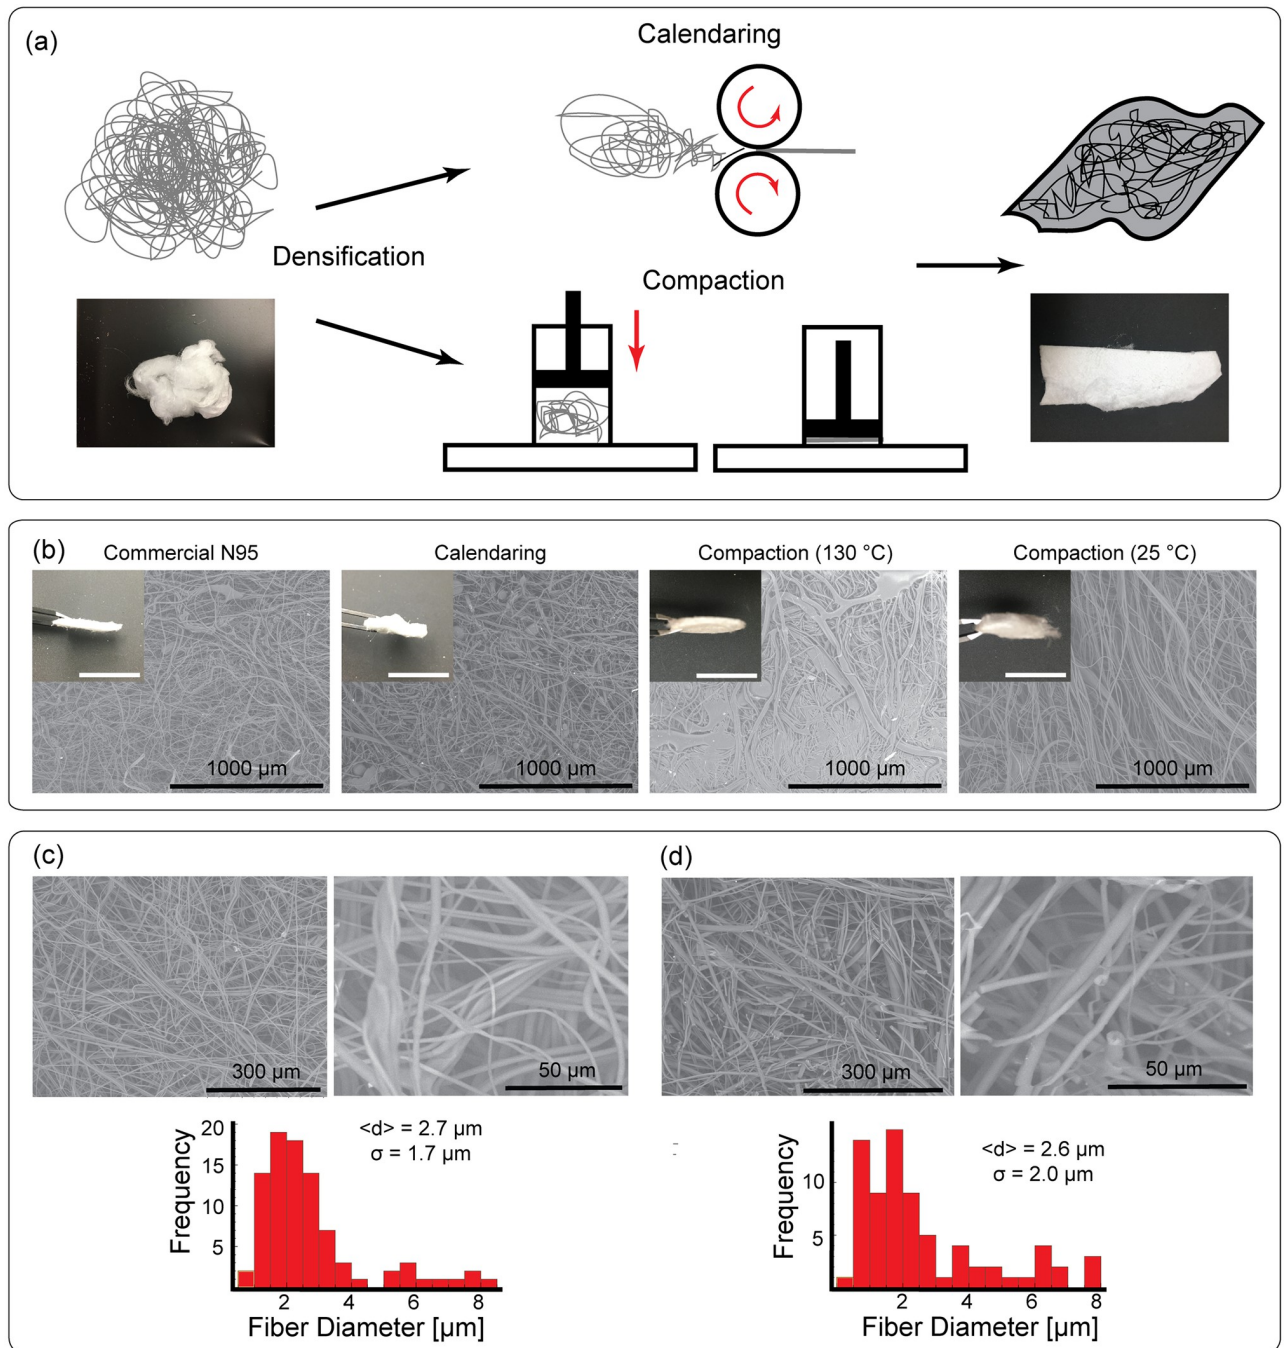 (a)
Calendaring
Densification
Compaction
(b)
Commercial N95
Calendaring
Compaction (130 °C)
Compaction (25 °C)
1000 µm
1000 µm
1000 µm
1000 µm
(c)
(d)
300 µm
50 µm
300 µm
50 µm
<d> = 2.7 µm
σ = 1.7 µm
Frequency
20
15
10
5
2
4
6
8
Fiber Diameter [µm]
<d> = 2.6 µm
σ = 2.0 µm
Frequency
10
5
2
4
6
8
Fiber Diameter [µm]